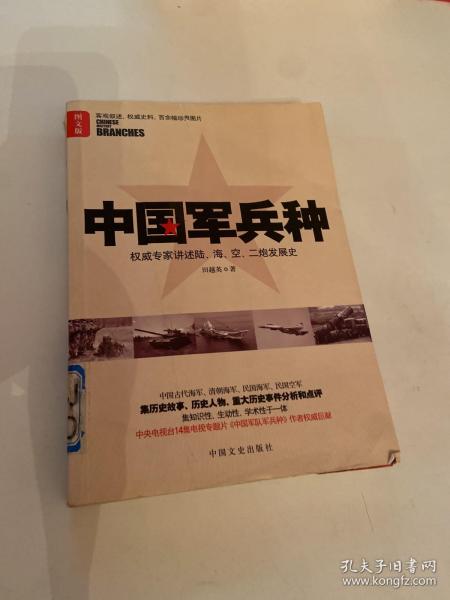 图文版
客观叙述，权威史料，百余幅珍贵图片
CHINESE
MILITARY
BRANCHES
中国军兵种
权威专家讲述陆、海、空、二炮发展史
田越英◎著
中国古代海军、清朝海军、民国海军、民国空军
集历史故事、历史人物、重大历史事件分析和点评
集知识性、生动性、学术性于一体
中央电视台14集电视专题片《中国军队军兵种》作者权威巨献
中国文史出版社
孔夫子旧书网
www.kongfz.com